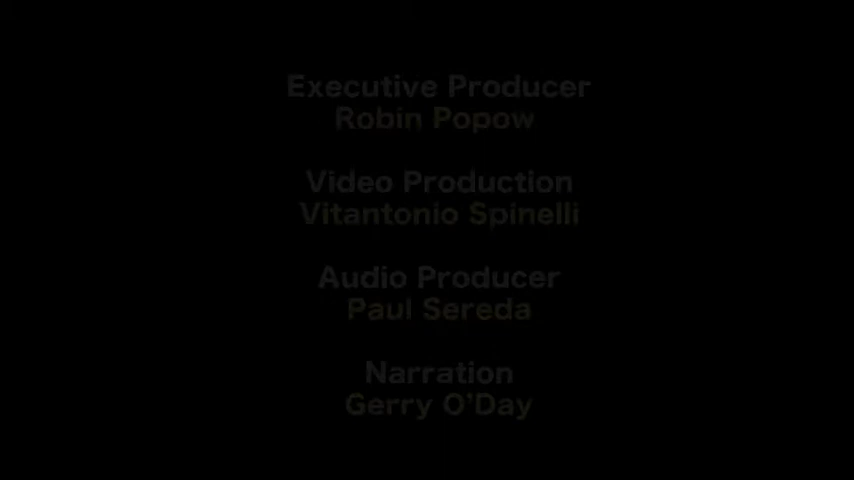 Executive Producer
Robin Popow
Video Production
Vitantonio Spinelli
Audio Producer
Paul Sereda
Narration
Gerry O'Day